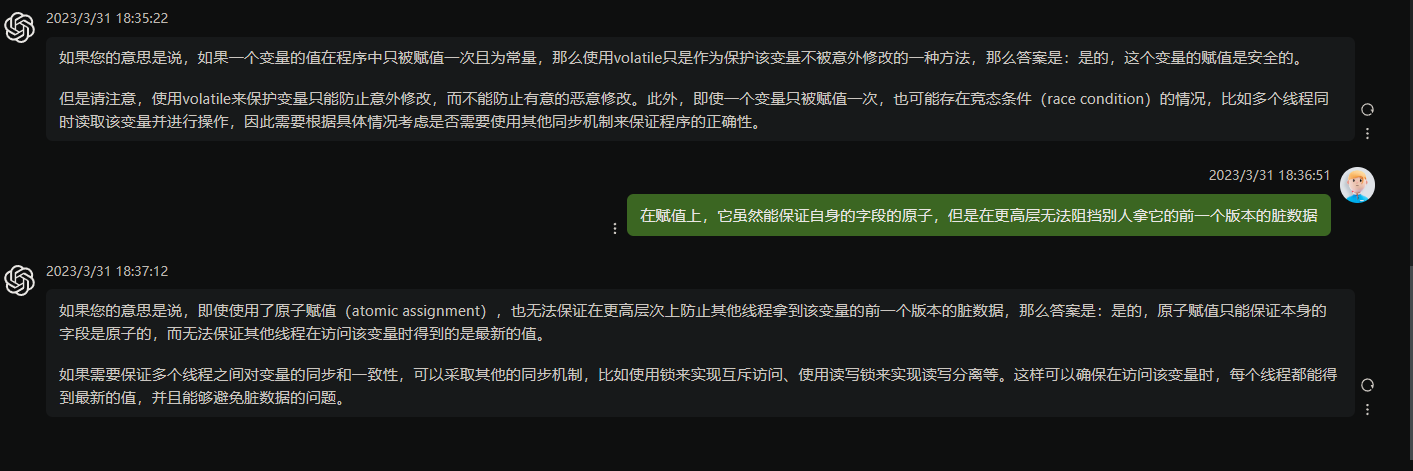 2023/3/31 18:35:22
如果您的意思是说，如果一个变量的值在程序中只被赋值一次且为常量，那么使用volatile只是作为保护该变量不被意外修改的一种方法，那么答案是：是的，这个变量的赋值是安全的。
但是请注意，使用volatile来保护变量只能防止意外修改，而不能防止有意的恶意修改。此外，即使一个变量只被赋值一次，也可能存在竞态条件（race condition）的情况，比如多个线程同
时读取该变量并进行操作，因此需要根据具体情况考虑是否需要使用其他同步机制来保证程序的正确性。
2023/3/31 18:36:51
在赋值上，它虽然能保证自身的字段的原子，但是在更高层无法阻挡别人拿它的前一个版本的脏数据
2023/3/31 18:37:12
如果您的意思是说，即使使用了原子赋值（atomic assignment），也无法保证在更高层次上防止其他线程拿到该变量的前一个版本的脏数据，那么答案是：是的，原子赋值只能保证本身的
字段是原子的，而无法保证其他线程在访问该变量时得到的是最新的值。
如果需要保证多个线程之间对变量的同步和一致性，可以采取其他的同步机制，比如使用锁来实现互斥访问、使用读写锁来实现读写分离等。这样可以确保在访问该变量时，每个线程都能得
到最新的值，并且能够避免脏数据的问题。